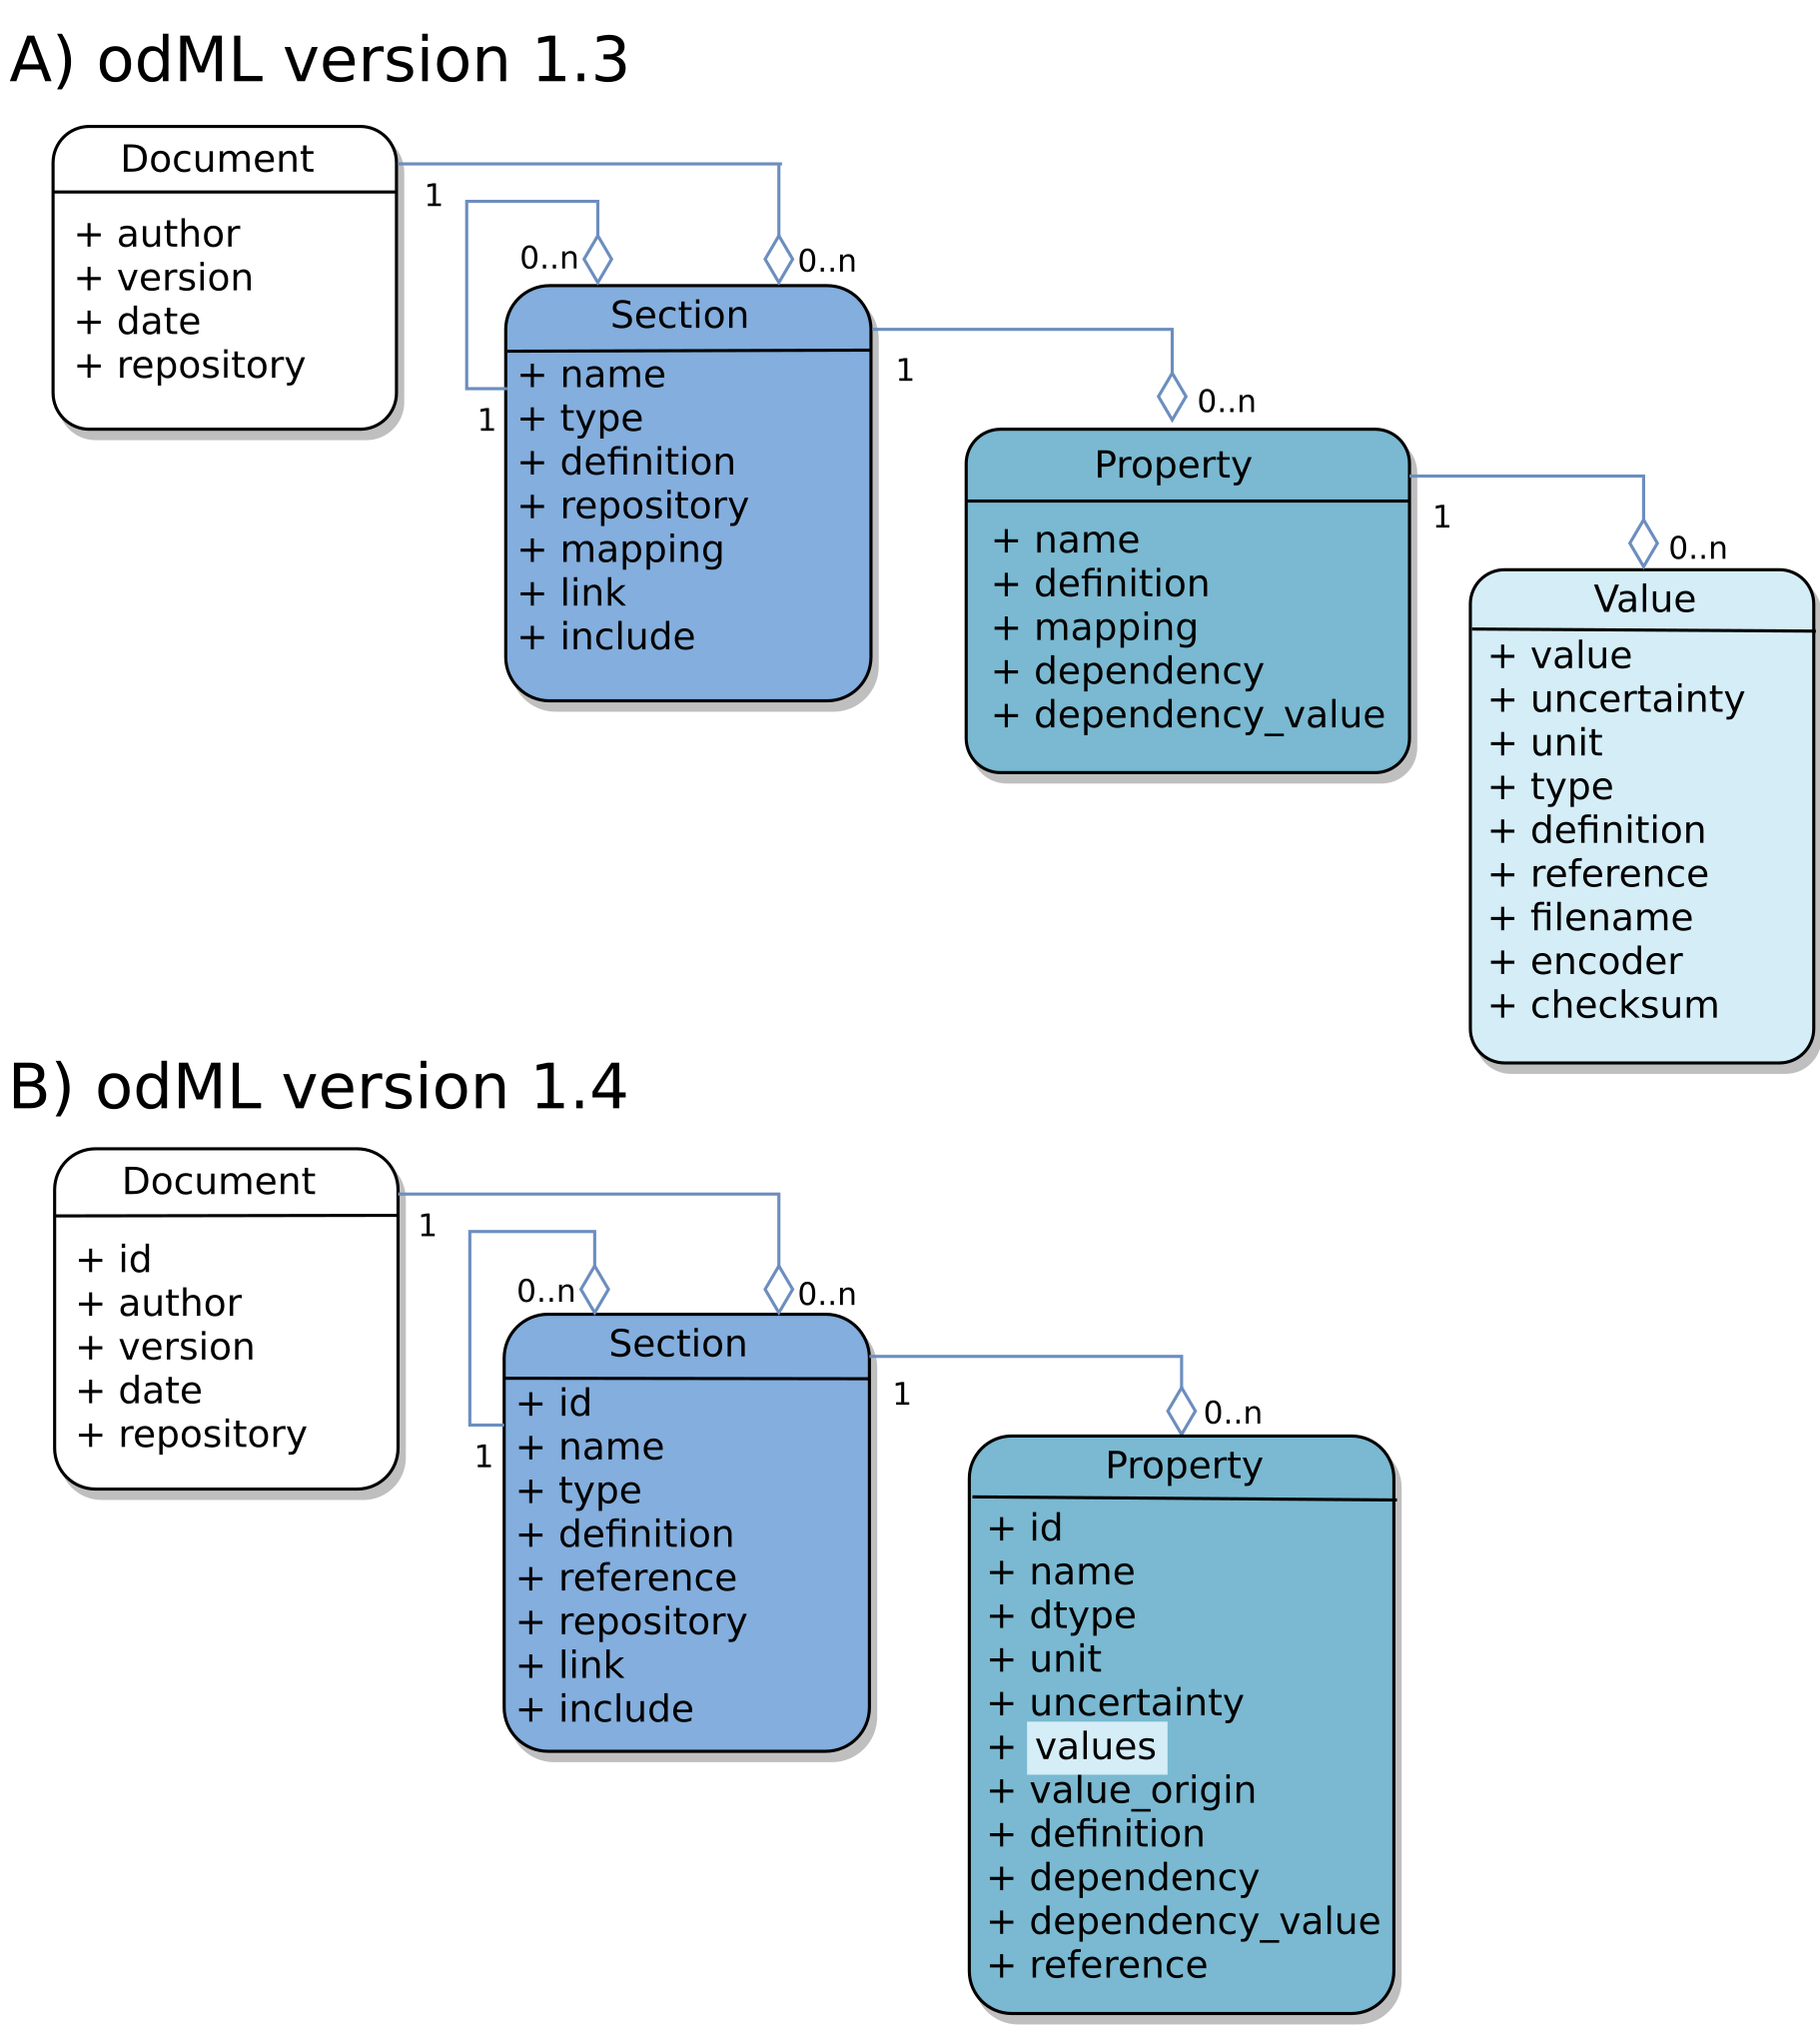 A) odML version 1.3
Document
+ author
+ version
+ date
+ repository
1
0..n
0..n
Section
+ name
+ type
+ definition
+ repository
+ mapping
+ link
+ include
1
1
0..n
Property
+ name
+ definition
+ mapping
+ dependency
+ dependency_value
1
0..n
Value
+ value
+ uncertainty
+ unit
+ type
+ definition
+ reference
+ filename
+ encoder
+ checksum
B) odML version 1.4
Document
+ id
+ author
+ version
+ date
+ repository
1
0..n
0..n
Section
+ id
+ name
+ type
+ definition
+ reference
+ repository
+ link
+ include
1
1
0..n
Property
+ id
+ name
+ dtype
+ unit
+ uncertainty
+ values
+ value_origin
+ definition
+ dependency
+ dependency_value
+ reference